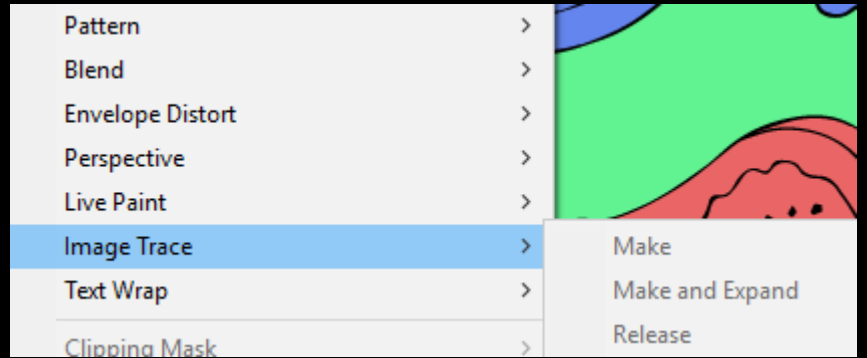 Pattern
Blend
Envelope Distort
Perspective
Live Paint
Image Trace
Make
Text Wrap
Make and Expand
Release
Clipping Mask